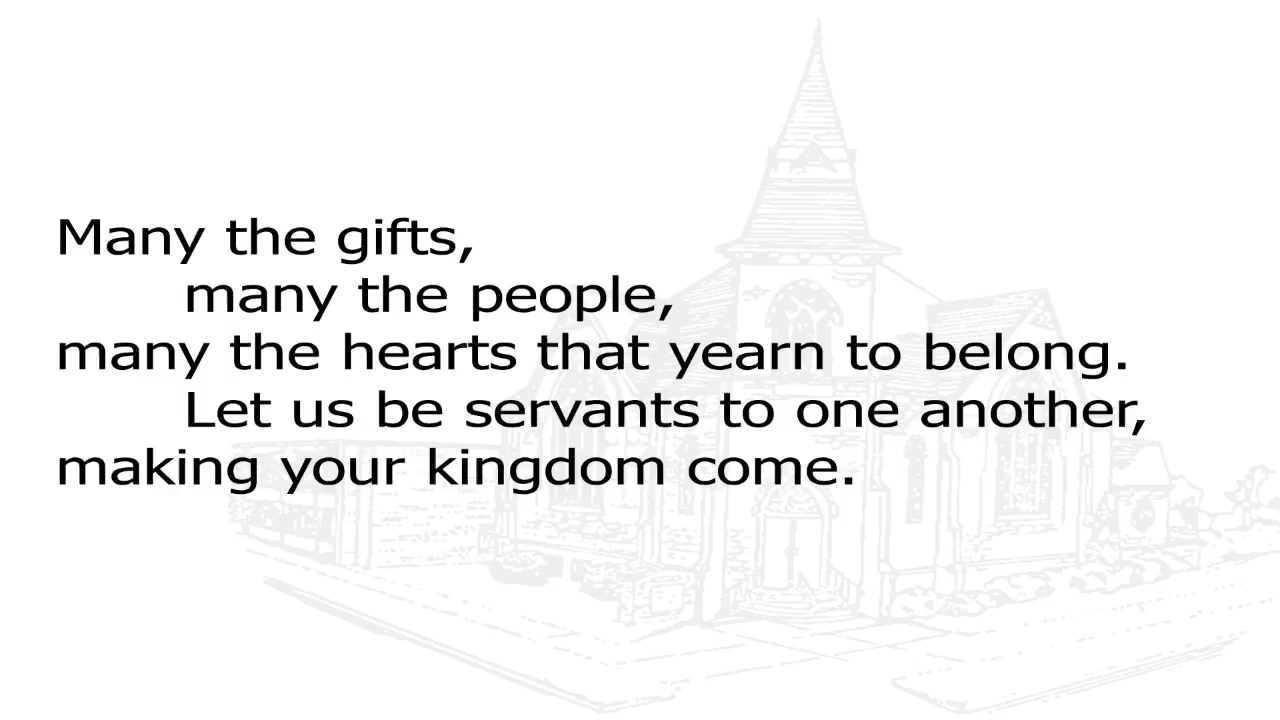 Many the gifts,
many the people,
many the hearts that yearn to belong.
Let us be servants to one another,
making your kingdom come.